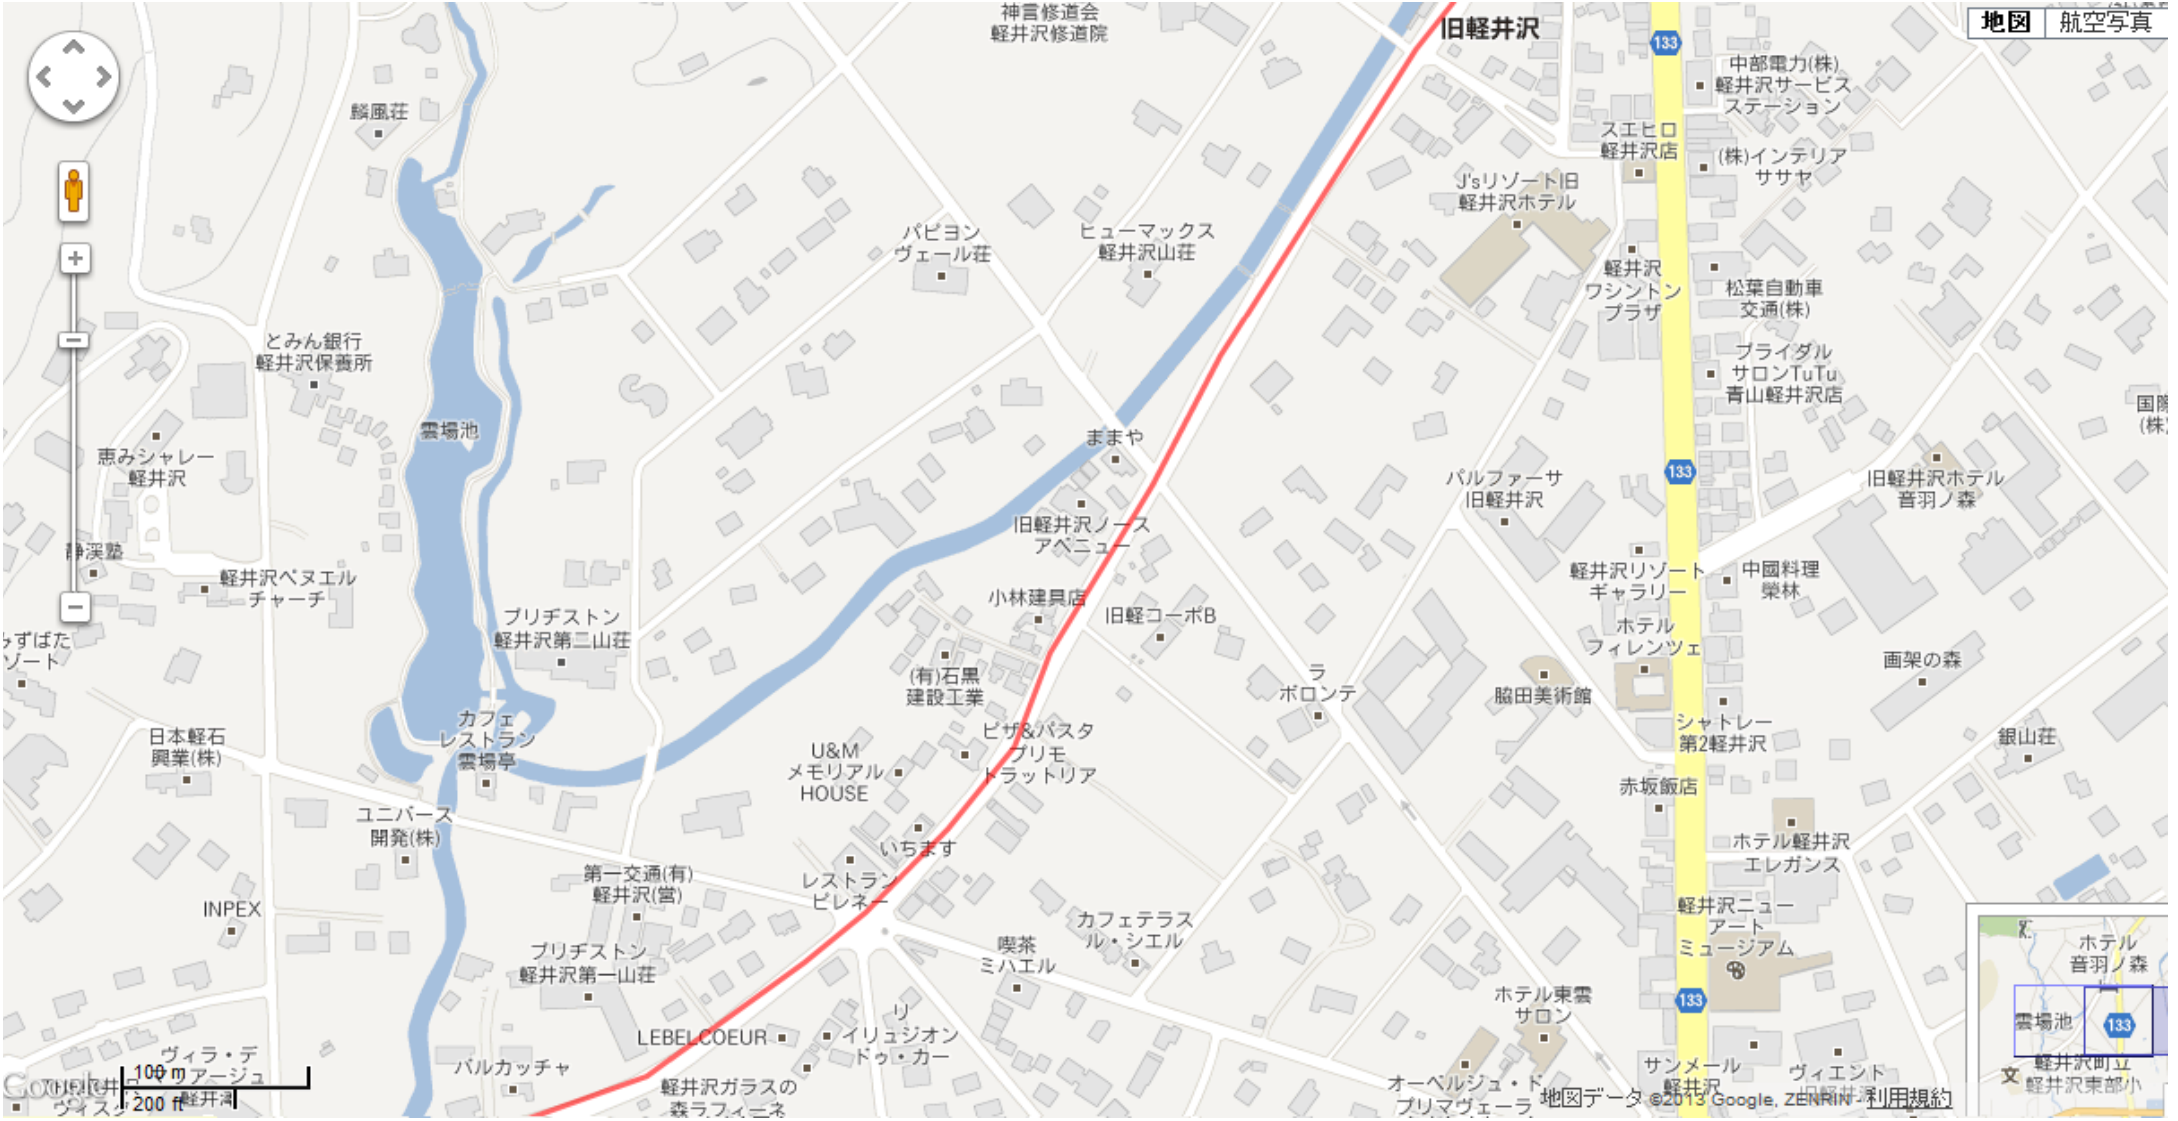 神言修道会
軽井沢修道院
旧軽井沢
133
地図
航空写真
中部電力(株)
軽井沢サービス
ステーション
麟風荘
スエヒロ
軽井沢店
(株)インテリア
ササヤ
J'sリゾート旧
軽井沢ホテル
パピヨン
ヴェール荘
ヒューマックス
軽井沢山荘
軽井沢
ワシントン
プラザ
松葉自動車
交通(株)
とみん銀行
軽井沢保養所
ブライダル
サロンTuTu
青山軽井沢店
国際
(株)
雲場池
ままや
恵みシャレー
軽井沢
133
パルファーサ
旧軽井沢
旧軽井沢ホテル
音羽ノ森
旧軽井沢ノース
アベニュー
静渓塾
軽井沢ペヌエル
チャーチ
軽井沢リゾート
ギャラリー
中國料理
榮林
小林建具店
旧軽コーポB
ブリヂストン
軽井沢第二山荘
みずばた
ゾート
ホテル
フィレンツェ
画架の森
(有)石黒
建設工業
ラ
ボロンテ
脇田美術館
カフェ
レストラン
雲場亭
日本軽石
興業(株)
ピザ&パスタ
プリモ
トラットリア
シャトレー
第2軽井沢
銀山荘
U&M
メモリアル
HOUSE
赤坂飯店
ユニバース
開発(株)
いちます
ホテル軽井沢
エレガンス
第一交通(有)
軽井沢(営)
レストラン
ピレネー
INPEX
カフェテラス
ル・シエル
軽井沢ニュー
アート
ミュージアム
喫茶
ミハエル
ブリヂストン
軽井沢第一山荘
ホテル
音羽ノ森
133
ホテル東雲
サロン
リ
イリュジオン
ドゥ・カー
LEBELCOEUR
雲場池
133
バルカッチャ
ヴィラ・デ
マリアージュ
軽井沢
軽井沢ガラスの
森ラフィーネ
サンメール
軽井沢
ヴィエント
旧軽井沢
軽井沢町立
軽井沢東部小
文
オーベルジュ・ド
プリマヴェーラ
Google
100 m
200 ft
地図データ ©2013 Google, ZENRIN - 利用規約